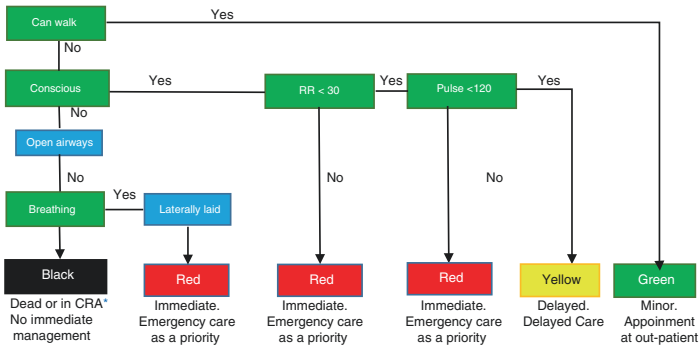 Can walk
Yes
No
Conscious
Yes
RR < 30
Yes
Pulse <120
Yes
No
Open airways
No
No
No
Breathing
Yes
Laterally laid
Black
Red
Red
Red
Yellow
Green
Dead or in CRA*
No immediate
management
Immediate.
Emergency care
as a priority
Immediate.
Emergency care
as a priority
Immediate.
Emergency care
as a priority
Delayed.
Delayed Care
Minor.
Appoinment
at out-patient